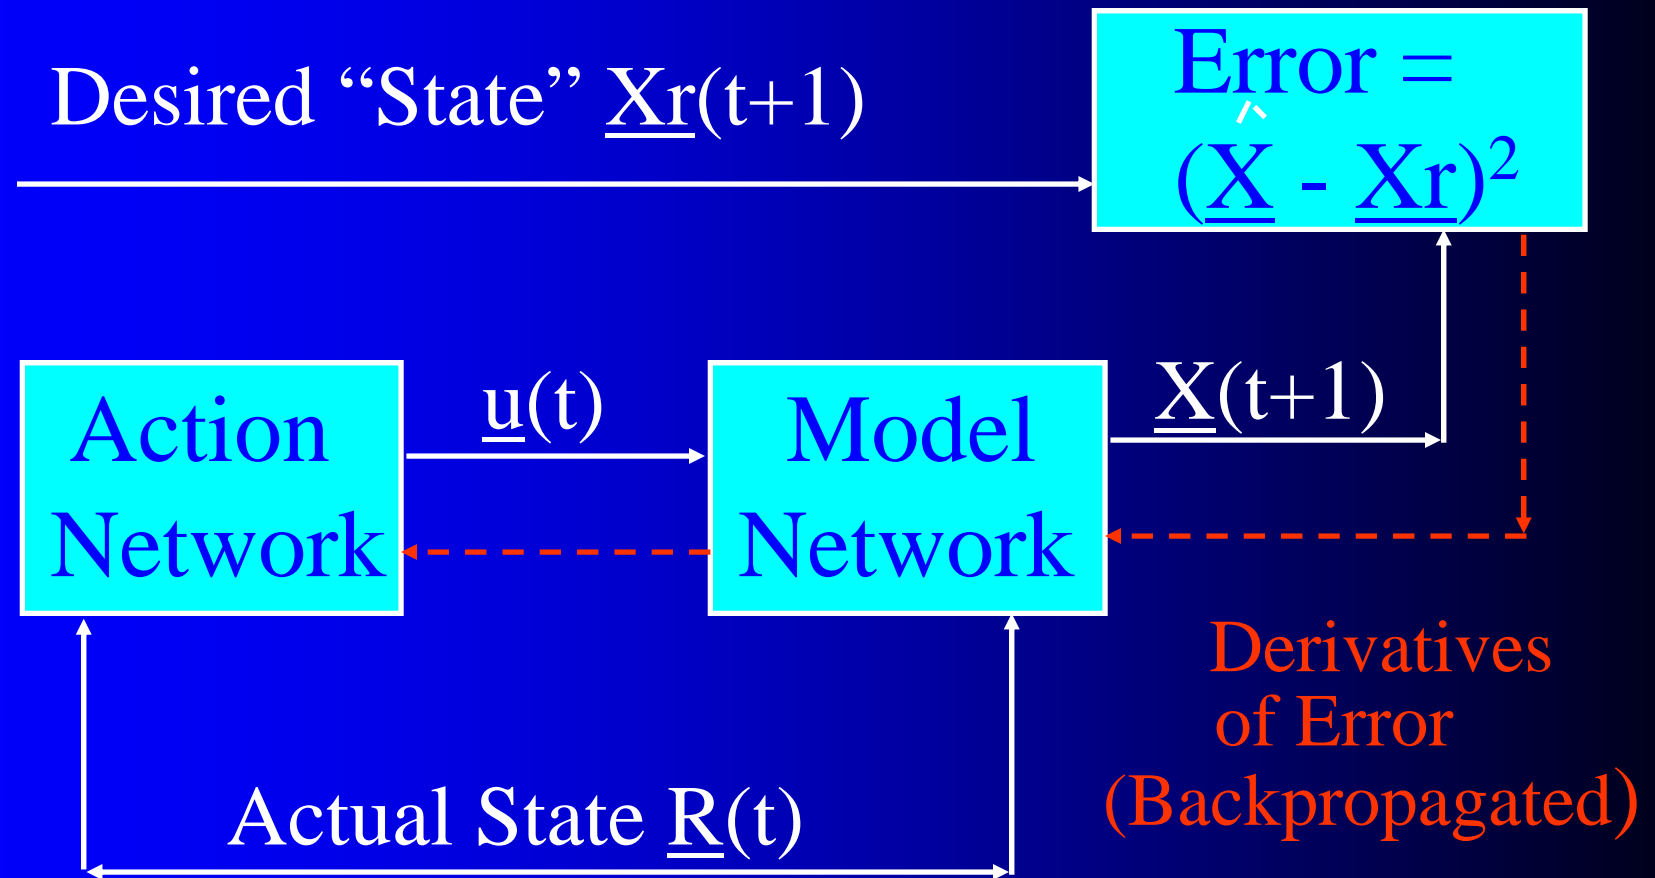 Desired “State” Xr(t+1)
Error =
^
(X - Xr)²
Action
Network
u(t)
Model
Network
X(t+1)
Derivatives
of Error
(Backpropagated)
Actual State R(t)